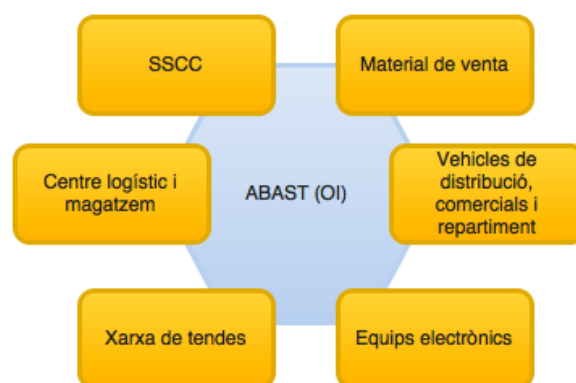 SSCC
Material de venta
Centre logístic i
magatzem
ABAST (OI)
Vehicles de
distribució,
comercials i
repartiment
Xarxa de tendes
Equips electrònics